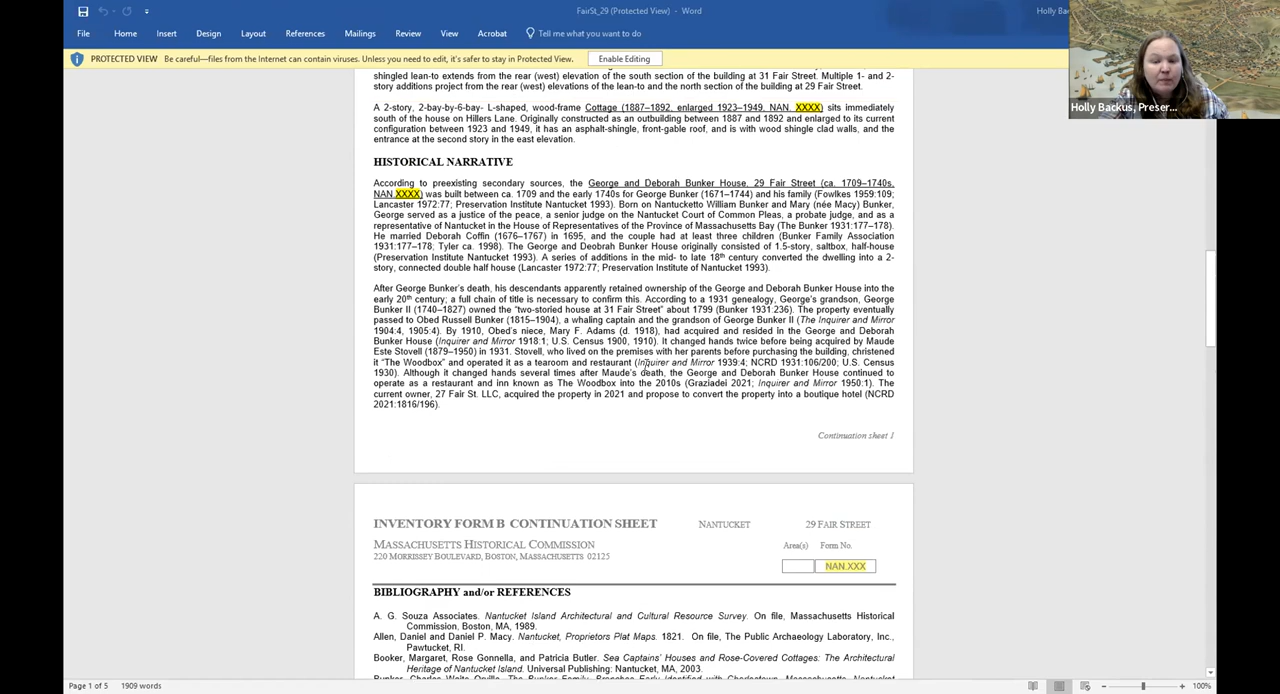 FairSt_29 (Protected View) - Word
Holly Bac
File Home Insert Design Layout References Mailings Review View Acrobat Tell me what you want to do
PROTECTED VIEW Be careful—files from the Internet can contain viruses. Unless you need to edit, it's safer to stay in Protected View. Enable Editing
Holly Backus, Preser...
shingled lean-to extends from the rear (west) elevation of the south section of the building at 31 Fair Street. Multiple 1- and 2-
story additions project from the rear (west) elevations of the lean-to and the north section of the building at 29 Fair Street.
A 2-story, 2-bay-by-6-bay- L-shaped, wood-frame Cottage (1887–1892, enlarged 1923–1949, NAN. XXXX) sits immediately
south of the house on Hillers Lane. Originally constructed as an outbuilding between 1887 and 1892 and enlarged to its current
configuration between 1923 and 1949, it has an asphalt-shingle, front-gable roof, and is with wood shingle clad walls, and the
entrance at the second story in the east elevation.
HISTORICAL NARRATIVE
According to preexisting secondary sources, the George and Deborah Bunker House, 29 Fair Street (ca. 1709–1740s,
NAN.XXXX) was built between ca. 1709 and the early 1740s for George Bunker (1671–1744) and his family (Fowlkes 1959:109;
Lancaster 1972:77; Preservation Institute Nantucket 1993). Born on Nantucketto William Bunker and Mary (née Macy) Bunker,
George served as a justice of the peace, a senior judge on the Nantucket Court of Common Pleas, a probate judge, and as a
representative of Nantucket in the House of Representatives of the Province of Massachusetts Bay (The Bunker 1931:177–178).
He married Deborah Coffin (1676–1767) in 1695, and the couple had at least three children (Bunker Family Association
1931:177–178; Tyler ca. 1998). The George and Deobrah Bunker House originally consisted of 1.5-story, saltbox, half-house
(Preservation Institute Nantucket 1993). A series of additions in the mid- to late 18th century converted the dwelling into a 2-
story, connected double half house (Lancaster 1972:77; Preservation Institute of Nantucket 1993).
After George Bunker's death, his descendants apparently retained ownership of the George and Deborah Bunker House into the
early 20th century; a full chain of title is necessary to confirm this. According to a 1931 genealogy, George's grandson, George
Bunker II (1740–1827) owned the "two-storied house at 31 Fair Street" about 1799 (Bunker 1931:236). The property eventually
passed to Obed Russell Bunker (1815–1904), a whaling captain and the grandson of George Bunker II (The Inquirer and Mirror
1904:4, 1905:4). By 1910, Obed's niece, Mary F. Adams (d. 1918), had acquired and resided in the George and Deborah
Bunker House (Inquirer and Mirror 1918:1; U.S. Census 1900, 1910). It changed hands twice before being acquired by Maude
Este Stovell (1879–1950) in 1931. Stovell, who lived on the premises with her parents before purchasing the building, christened
it "The Woodbox" and operated it as a tearoom and restaurant (Inquirer and Mirror 1939:4; NCRD 1931:106/200; U.S. Census
1930). Although it changed hands several times after Maude's death, the George and Deborah Bunker House continued to
operate as a restaurant and inn known as The Woodbox into the 2010s (Graziadei 2021; Inquirer and Mirror 1950:1). The
current owner, 27 Fair St. LLC, acquired the property in 2021 and propose to convert the property into a boutique hotel (NCRD
2021:1816/196).
Continuation sheet 1
INVENTORY FORM B CONTINUATION SHEET NANTUCKET 29 FAIR STREET
MASSACHUSETTS HISTORICAL COMMISSION Area(s) Form No.
220 MORRISSEY BOULEVARD, BOSTON, MASSACHUSETTS 02125
NAN.XXX
BIBLIOGRAPHY and/or REFERENCES
A. G. Souza Associates. Nantucket Island Architectural and Cultural Resource Survey. On file, Massachusetts Historical
Commission. Boston, MA, 1989.
Allen, Daniel and Daniel P. Macy. Nantucket, Proprietors Plat Maps. 1821. On file, The Public Archaeology Laboratory, Inc.,
Pawtucket, RI.
Booker, Margaret, Rose Gonnella, and Patricia Butler. Sea Captains' Houses and Rose-Covered Cottages: The Architectural
Heritage of Nantucket Island. Universal Publishing: Nantucket, MA, 2003.
Page 1 of 5 1909 words 100%